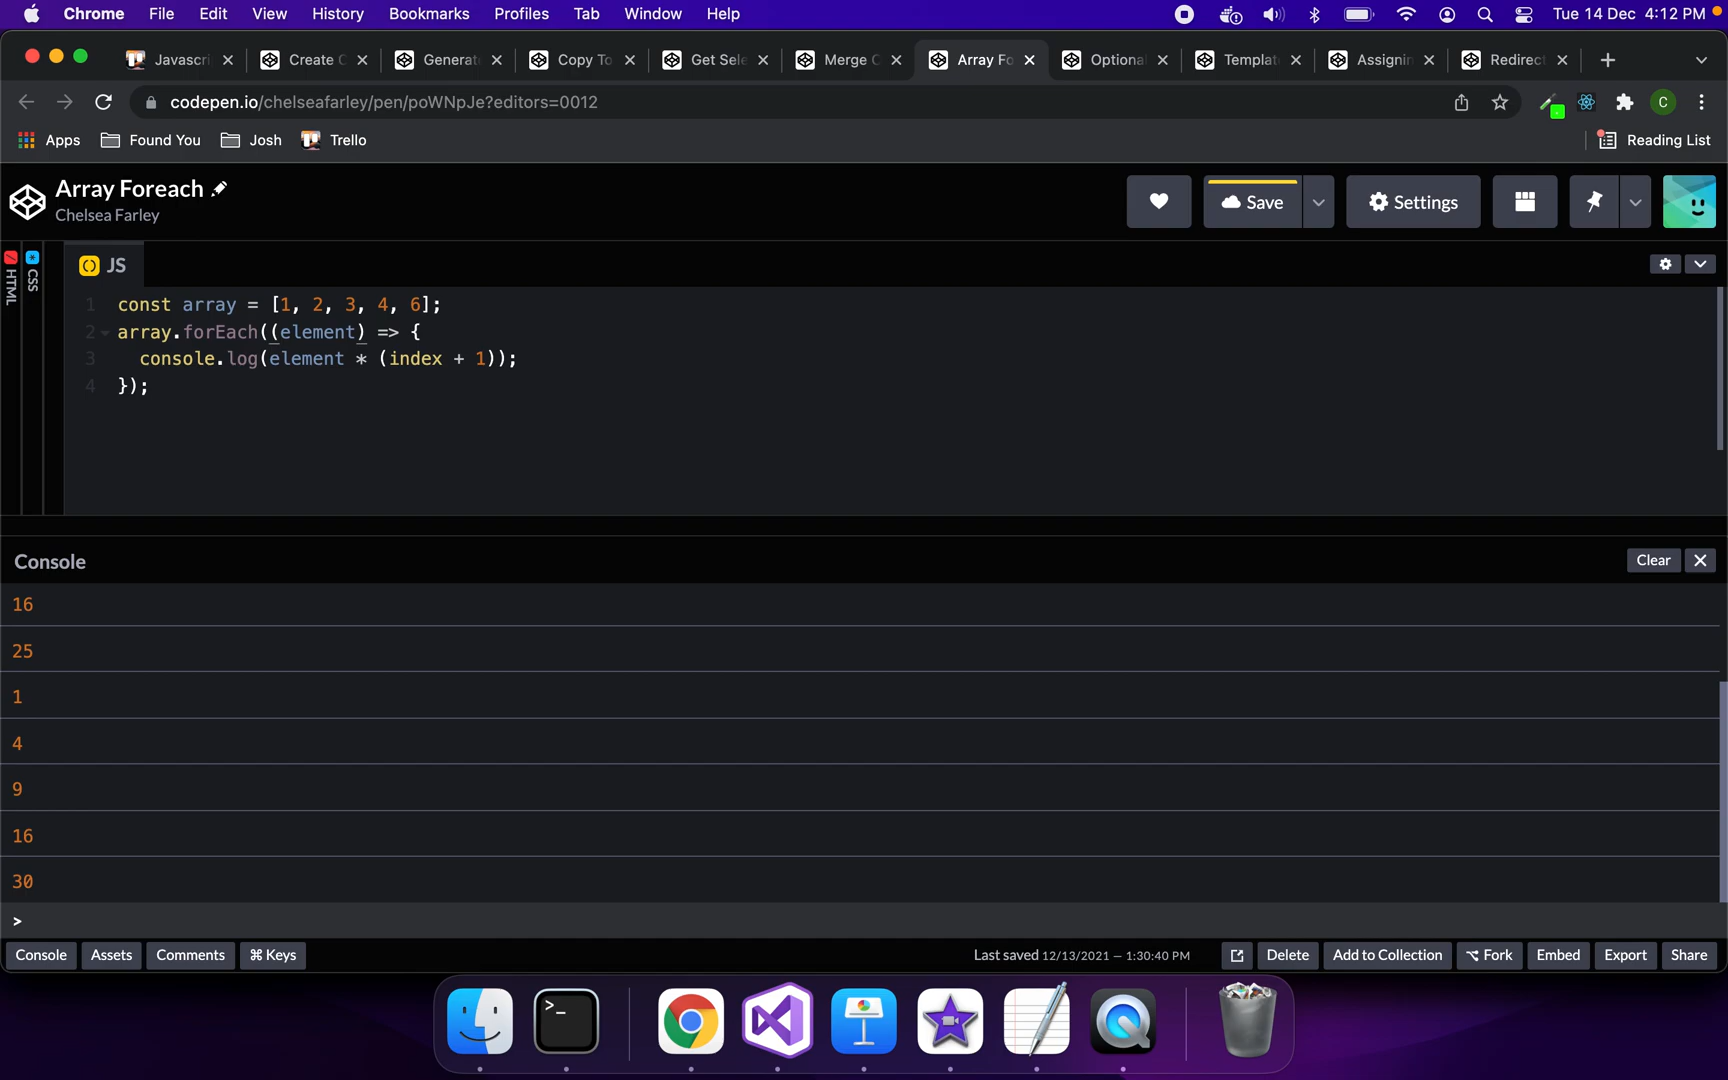 Chrome File Edit View History Bookmarks Profiles Tab Window Help Tue 14 Dec 4:12 PM
Javascri Create C Generat Copy To Get Sele Merge C Array Fo Optiona Templat Assignin Redirect
codepen.io/chelseafarley/pen/poWNpJe?editors=0012 C
Apps Found You Josh Trello Reading List
Array Foreach
Chelsea Farley
Save Settings
HTML
CSS
JS
1 const array = [1, 2, 3, 4, 6];
2 array.forEach((element) => {
3 console.log(element * (index + 1));
4 });
Console Clear
16
25
1
4
9
16
30
>
Console Assets Comments ⌘ Keys Last saved 12/13/2021 — 1:30:40 PM Delete Add to Collection Fork Embed Export Share
>_